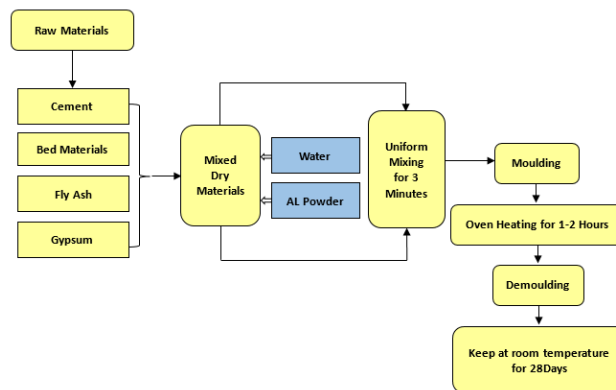 Raw Materials
Cement
Bed Materials
Fly Ash
Gypsum
Mixed
Dry
Materials
Water
AL Powder
Uniform
Mixing
for 3
Minutes
Moulding
Oven Heating for 1-2 Hours
Demoulding
Keep at room temperature
for 28Days